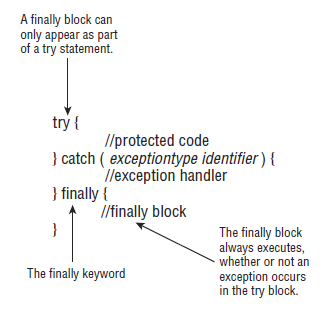 A finally block can
only appear as part
of a try statement.
try {
//protected code
} catch ( exceptiontype identifier ) {
//exception handler
} finally {
//finally block
}
The finally keyword
The finally block
always executes,
whether or not an
exception occurs
in the try block.